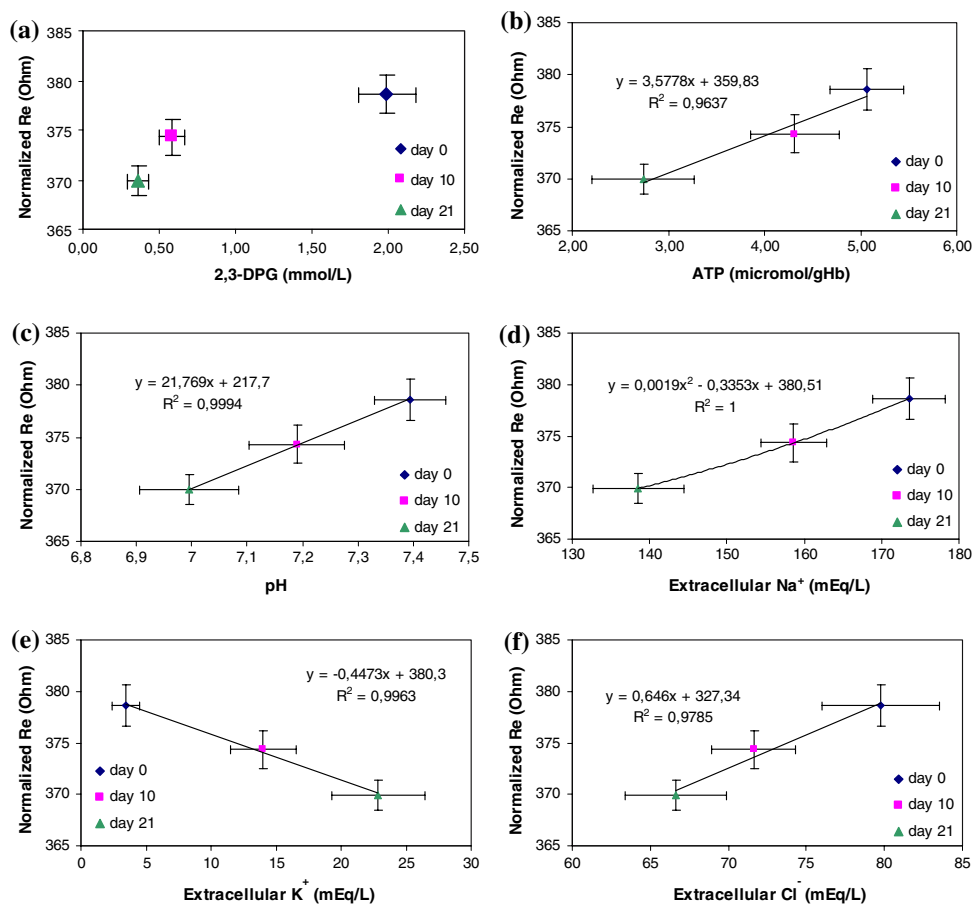 (a)
Normalized Re (Ohm)
385
380
375
370
365
0,00 0,50 1,00 1,50 2,00 2,50
2,3-DPG (mmol/L)
day 0
day 10
day 21
(b)
Normalized Re (Ohm)
385
380
375
370
365
y = 3,5778x + 359,83
R² = 0,9637
2,00 3,00 4,00 5,00 6,00
ATP (micromol/gHb)
day 0
day 10
day 21
(c)
Normalized Re (Ohm)
385
380
375
370
365
y = 21,769x + 217,7
R² = 0,9994
6,8 6,9 7 7,1 7,2 7,3 7,4 7,5
pH
day 0
day 10
day 21
(d)
Normalized Re (Ohm)
385
380
375
370
365
y = 0,0019x² - 0,3353x + 380,51
R² = 1
130 140 150 160 170 180
Extracellular Na⁺ (mEq/L)
day 0
day 10
day 21
(e)
Normalized Re (Ohm)
385
380
375
370
365
y = -0,4473x + 380,3
R² = 0,9963
0 5 10 15 20 25 30
Extracellular K⁺ (mEq/L)
day 0
day 10
day 21
(f)
Normalized Re (Ohm)
385
380
375
370
365
y = 0,646x + 327,34
R² = 0,9785
60 65 70 75 80 85
Extracellular Cl⁻ (mEq/L)
day 0
day 10
day 21